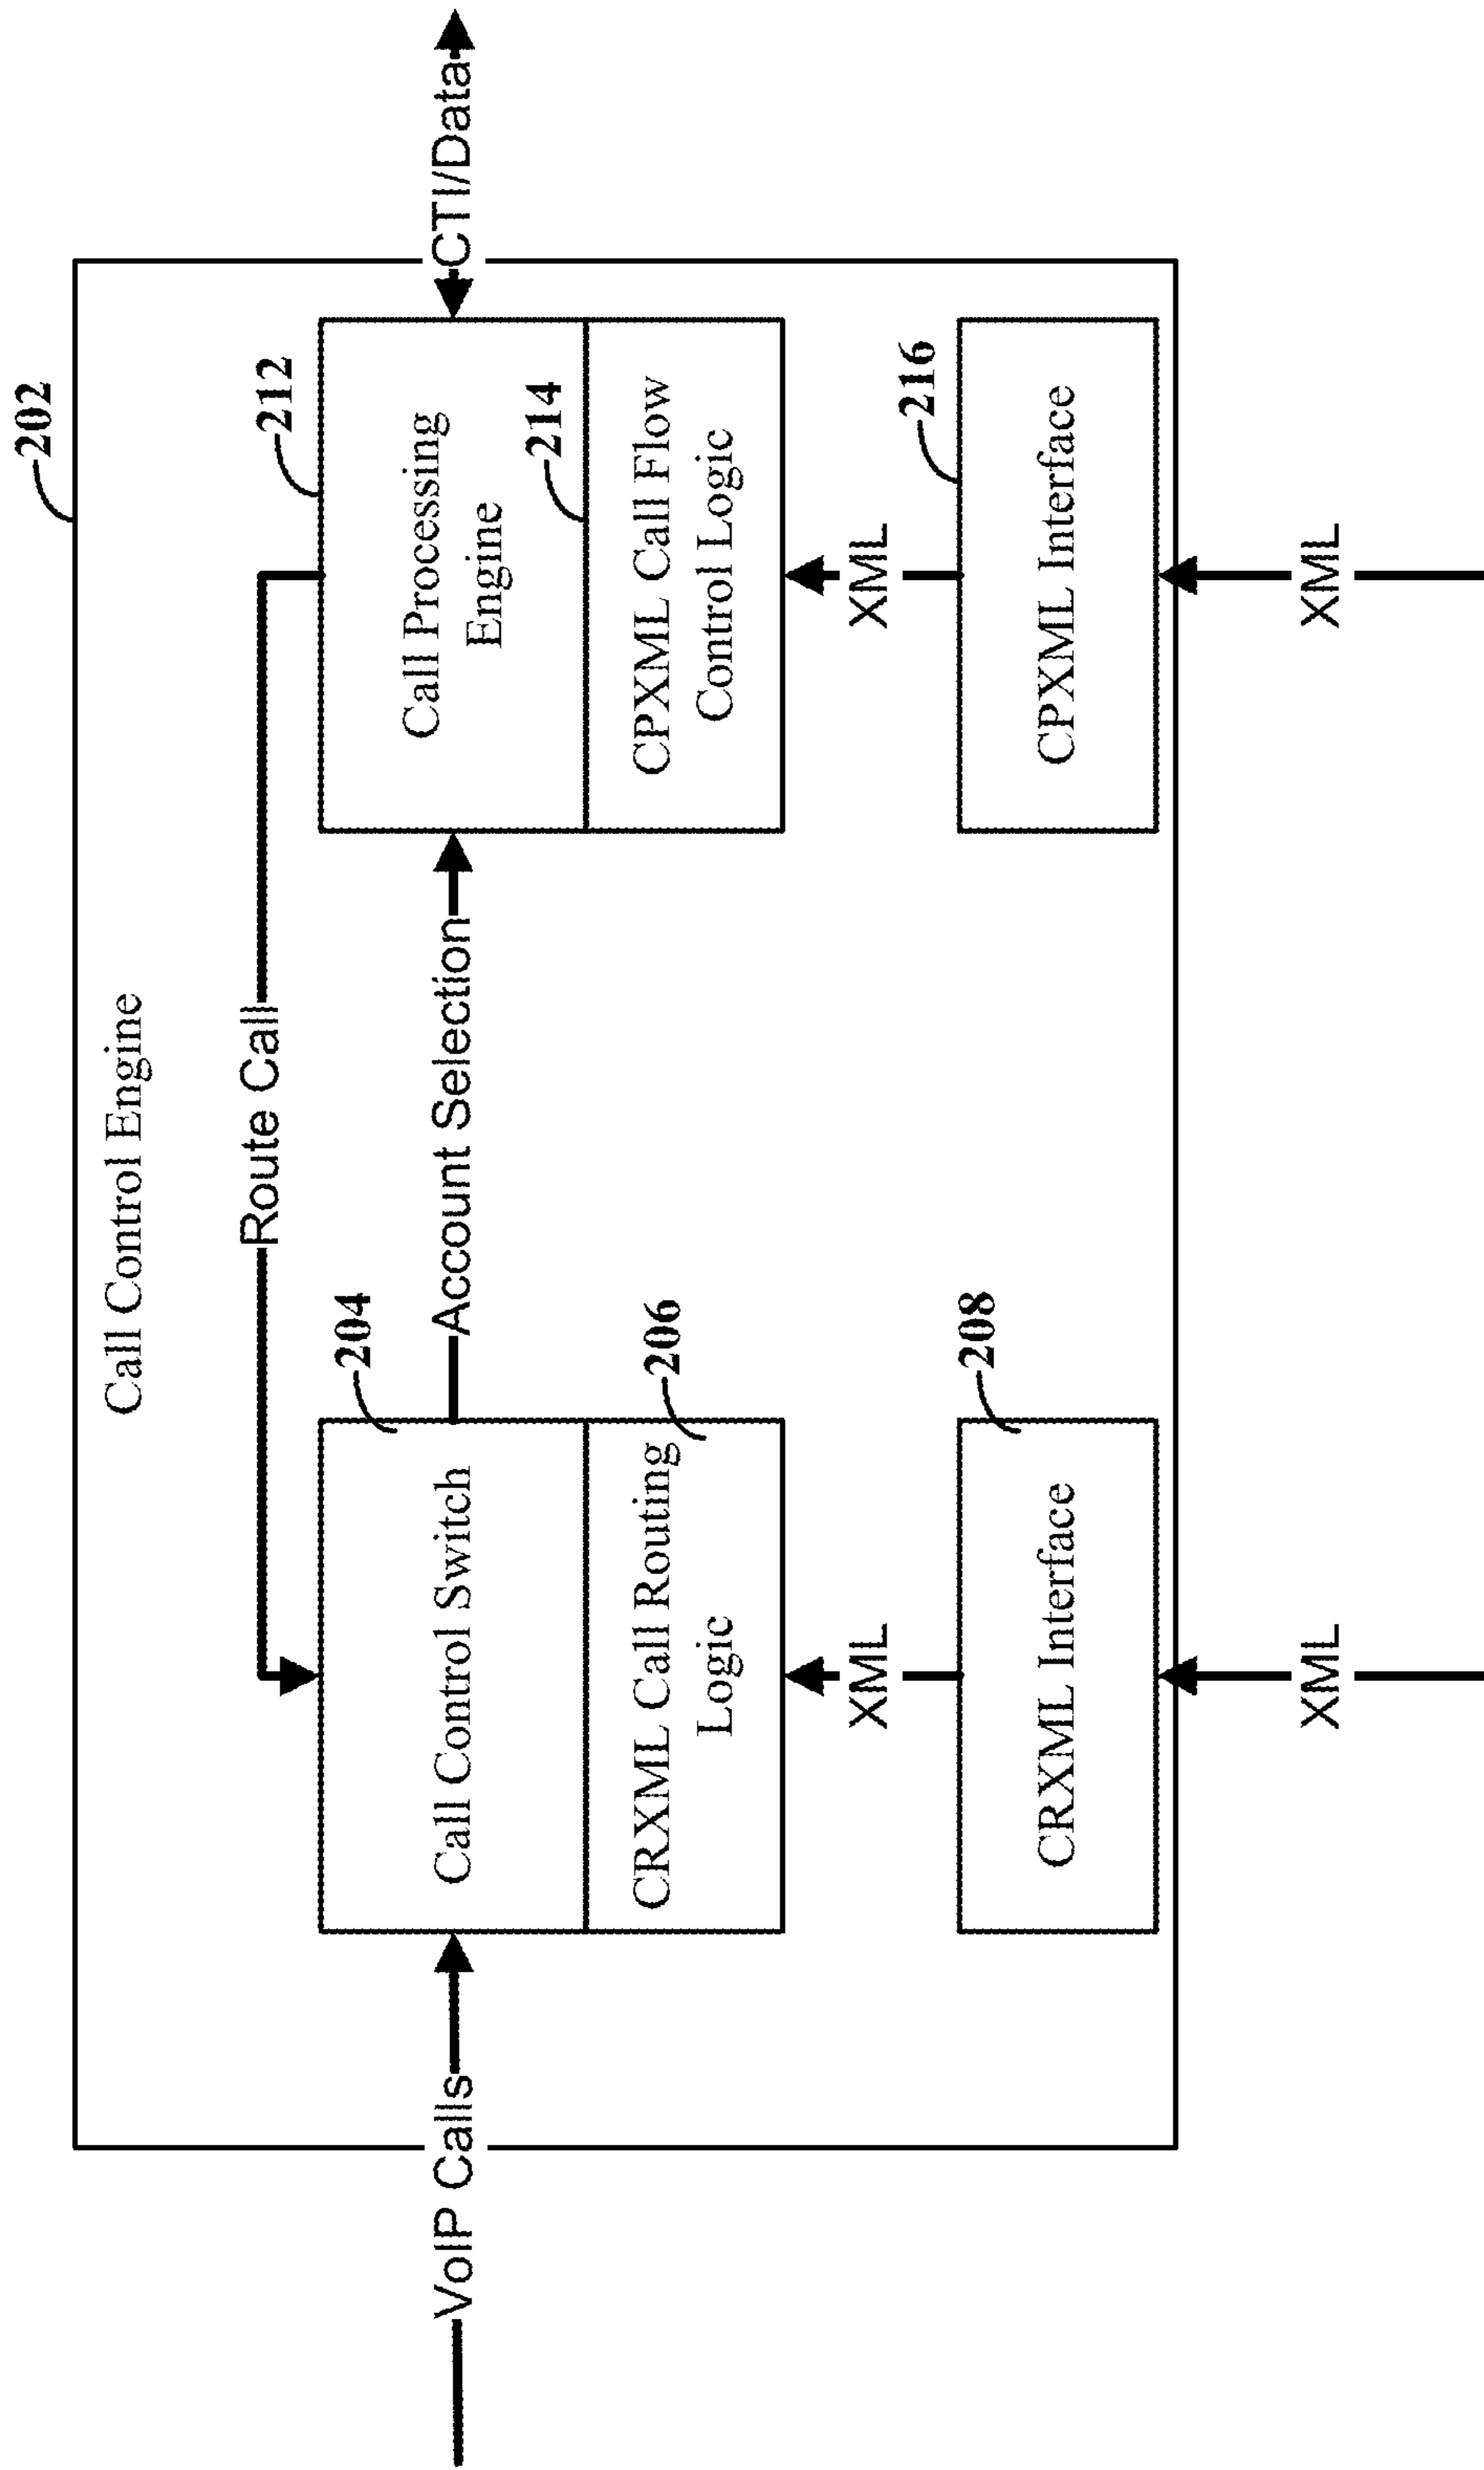 202
Call Control Engine
Route Call
204
212
VoIP Calls
Call Control Switch
Account Selection
Call Processing
Engine
CTI/Data
206
214
CRXML Call Routing
Logic
CPXML Call Flow
Control Logic
XML
XML
208
216
CRXML Interface
CPXML Interface
XML
XML